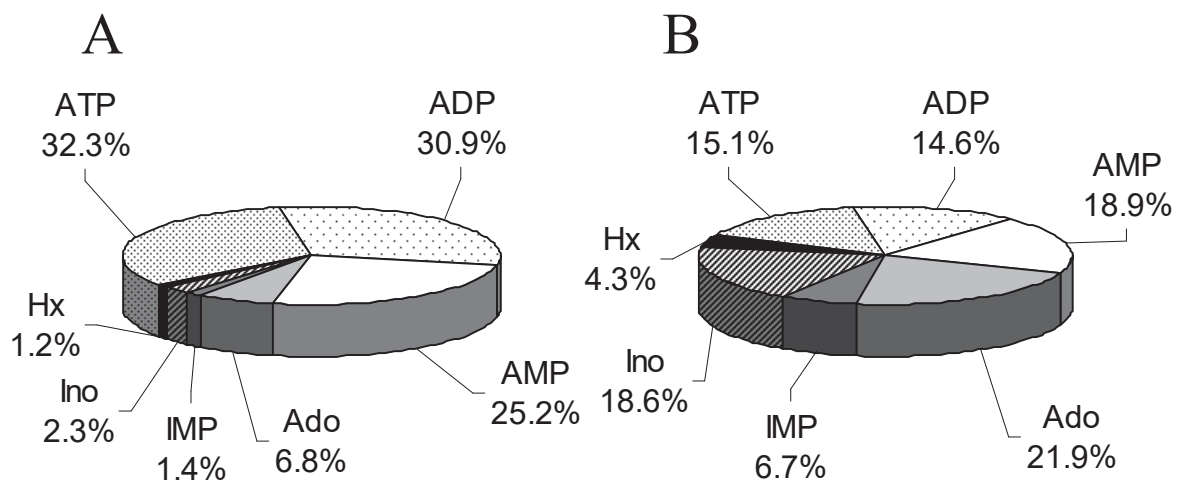 A
ATP
32.3%
ADP
30.9%
Hx
1.2%
Ino
2.3%
IMP
1.4%
Ado
6.8%
AMP
25.2%
B
ATP
15.1%
ADP
14.6%
AMP
18.9%
Hx
4.3%
Ino
18.6%
IMP
6.7%
Ado
21.9%